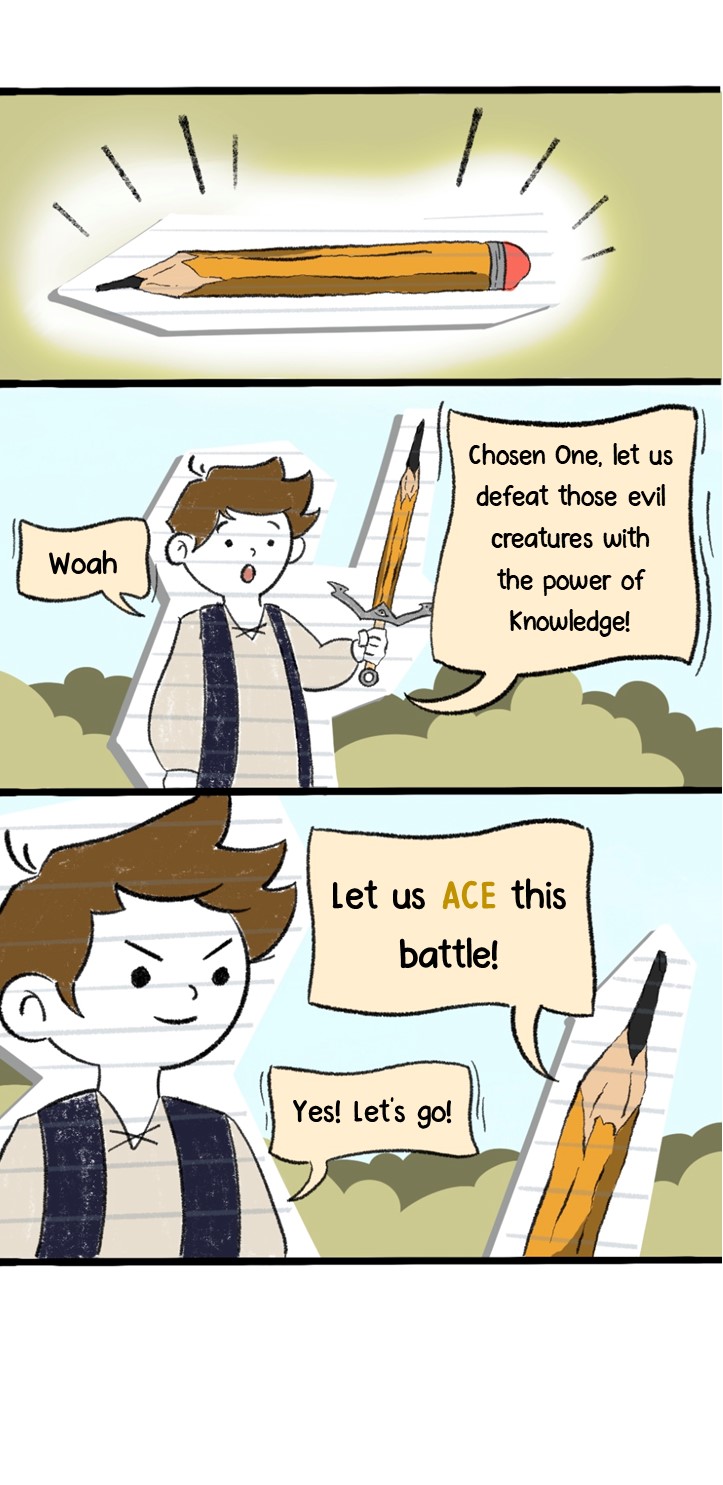 Woah
Chosen One, let us
defeat those evil
creatures with
the power of
Knowledge!
Let us ACE this
battle!
Yes! Let's go!